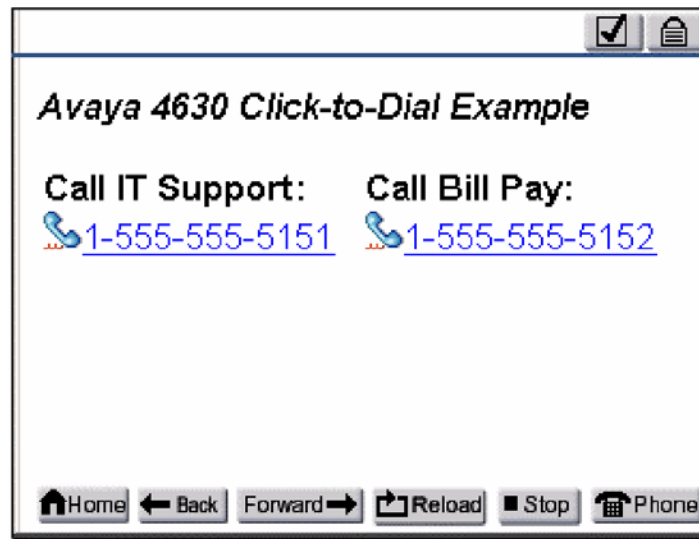 Avaya 4630 Click-to-Dial Example
Call IT Support: Call Bill Pay:
1-555-555-5151 1-555-555-5152
Home Back Forward Reload Stop Phone